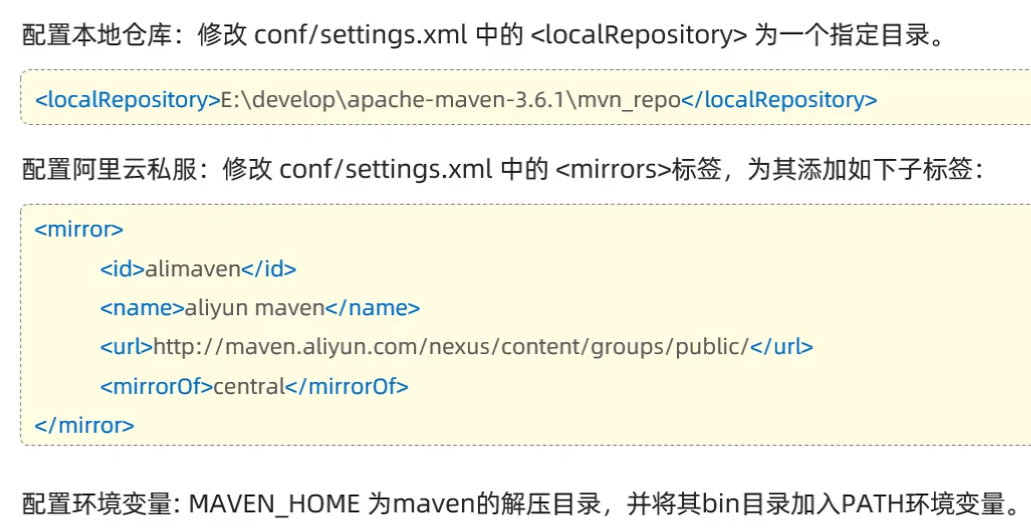 配置本地仓库：修改 conf/settings.xml 中的 <localRepository> 为一个指定目录。
<localRepository>E:\develop\apache-maven-3.6.1\mvn_repo</localRepository>
配置阿里云私服：修改 conf/settings.xml 中的 <mirrors>标签，为其添加如下子标签：
<mirror>
<id>alimaven</id>
<name>aliyun maven</name>
<url>http://maven.aliyun.com/nexus/content/groups/public/</url>
<mirrorOf>central</mirrorOf>
</mirror>
配置环境变量: MAVEN_HOME 为maven的解压目录，并将其bin目录加入PATH环境变量。